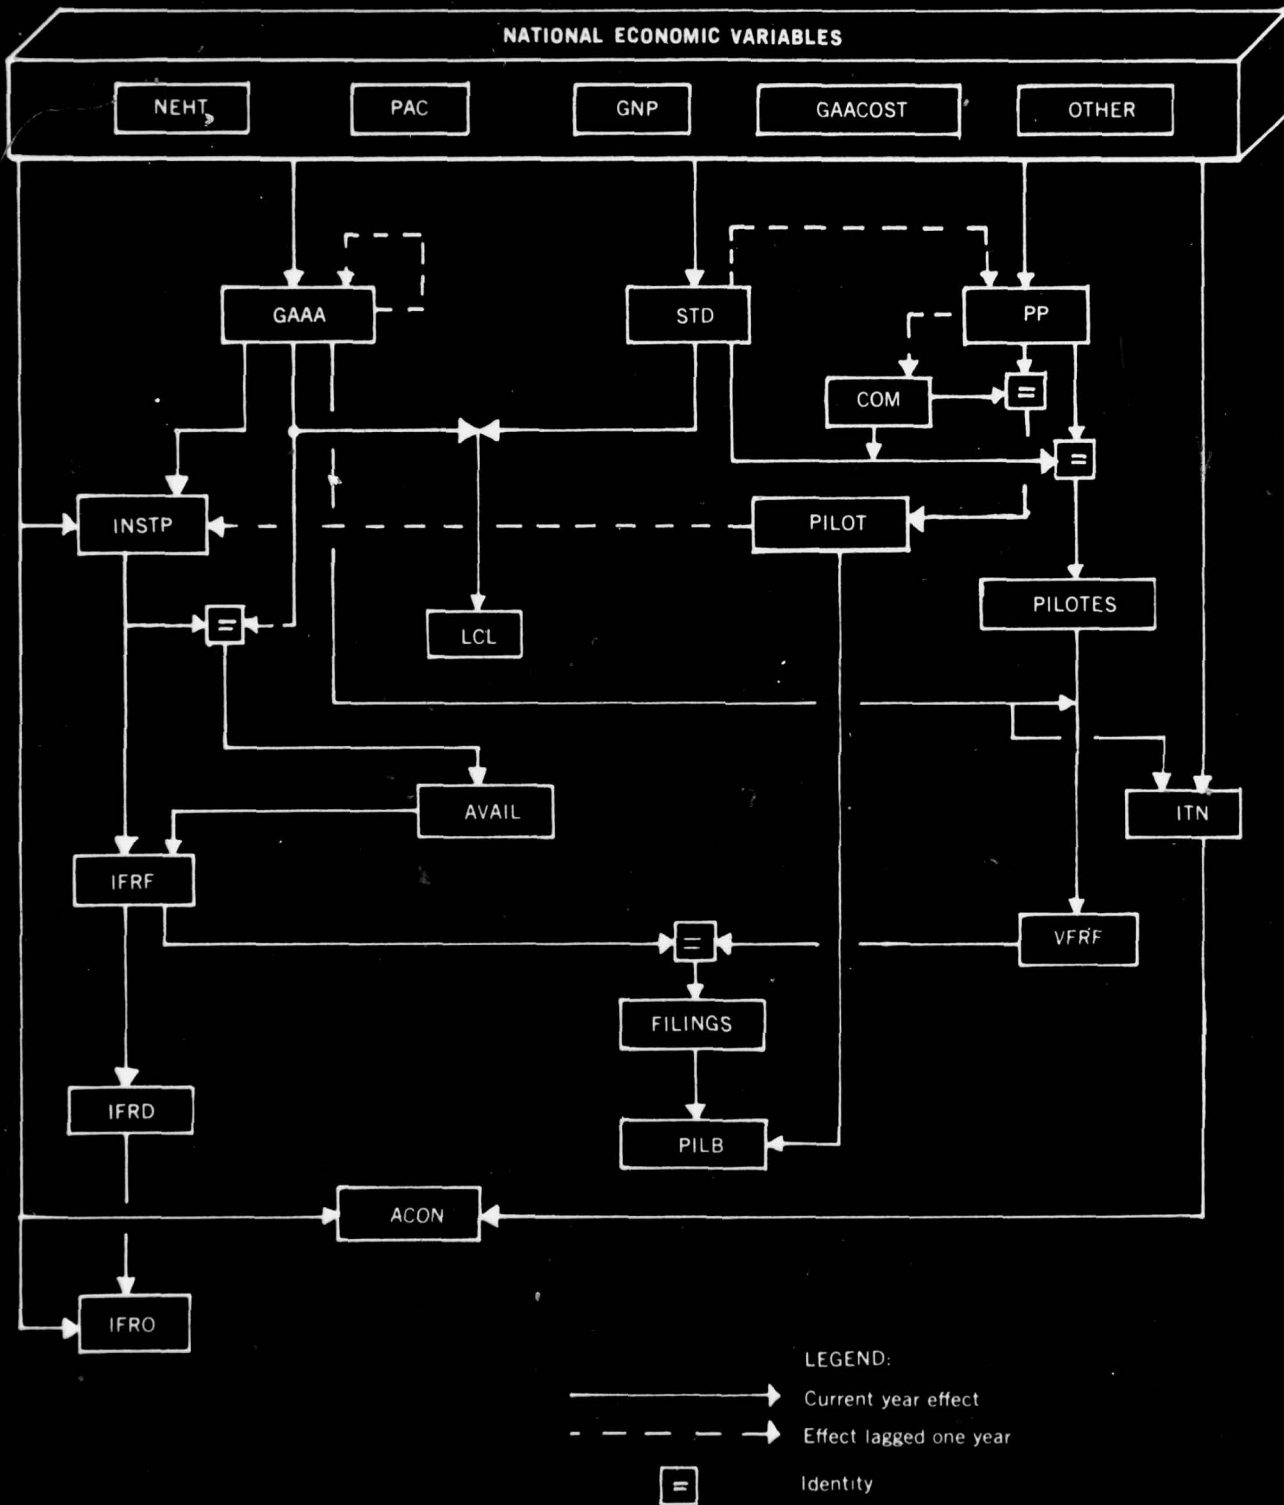 NATIONAL ECONOMIC VARIABLES
NEHT PAC GNP GAACOST OTHER
GAAA STD PP
=
COM
=
INSTP PILOT
PILOTES
=
LCL
AVAIL
ITN
IFRF
VFRF
=
FILINGS
IFRD
PILB
ACON
IFRO
LEGEND:
Current year effect
Effect lagged one year
= Identity